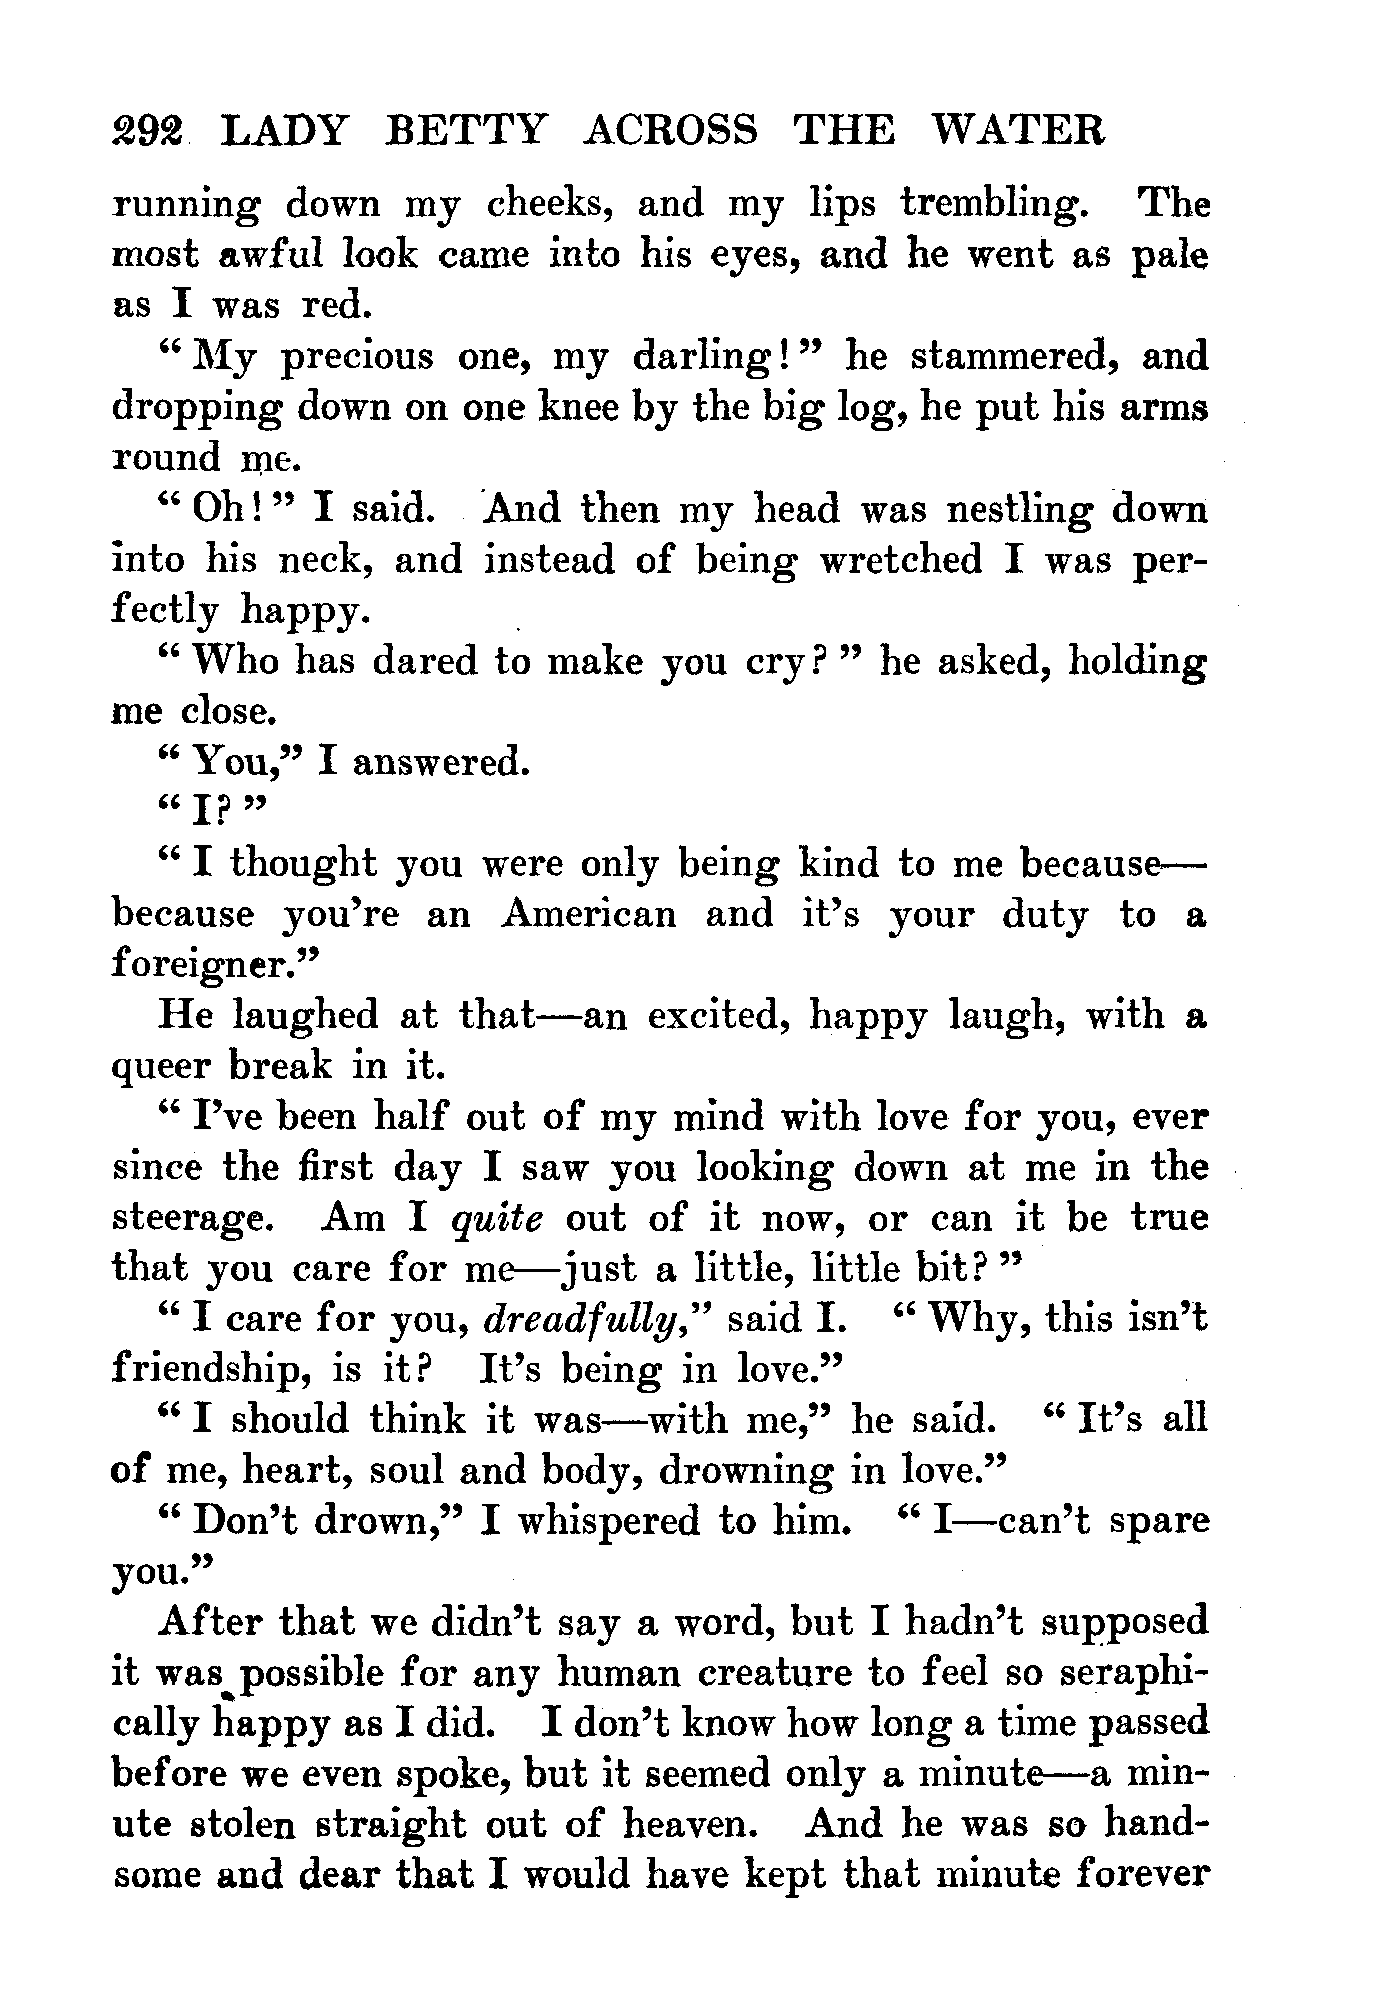 292 LADY BETTY ACROSS THE WATER
running down my cheeks, and my lips trembling. The
most awful look came into his eyes, and he went as pale
as I was red.
“ My precious one, my darling! ” he stammered, and
dropping down on one knee by the big log, he put his arms
round me.
“ Oh! ” I said. And then my head was nestling down
into his neck, and instead of being wretched I was per-
fectly happy.
“ Who has dared to make you cry? ” he asked, holding
me close.
“ You,” I answered.
“ I? ”
“ I thought you were only being kind to me because—
because you’re an American and it’s your duty to a
foreigner.”
He laughed at that—an excited, happy laugh, with a
queer break in it.
“ I’ve been half out of my mind with love for you, ever
since the first day I saw you looking down at me in the
steerage. Am I quite out of it now, or can it be true
that you care for me—just a little, little bit? ”
“ I care for you, dreadfully,” said I. “ Why, this isn’t
friendship, is it? It’s being in love.”
“ I should think it was—with me,” he said. “ It’s all
of me, heart, soul and body, drowning in love.”
“ Don’t drown,” I whispered to him. “ I—can’t spare
you.”
After that we didn’t say a word, but I hadn’t supposed
it was possible for any human creature to feel so seraphi-
cally happy as I did. I don’t know how long a time passed
before we even spoke, but it seemed only a minute—a min-
ute stolen straight out of heaven. And he was so hand-
some and dear that I would have kept that minute forever